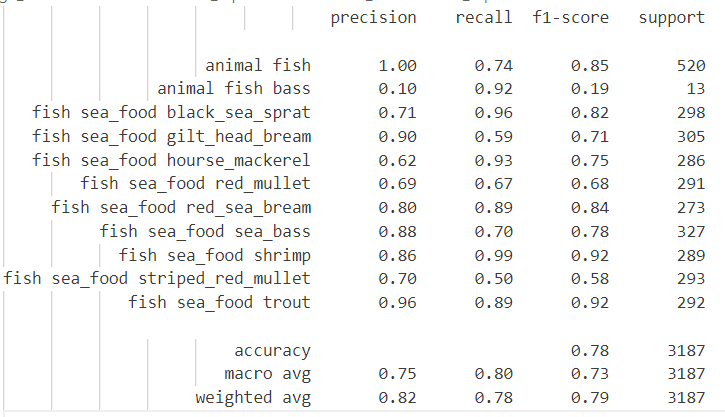 precision recall f1-score support
animal fish 1.00 0.74 0.85 520
animal fish bass 0.10 0.92 0.19 13
fish sea_food black_sea_sprat 0.71 0.96 0.82 298
fish sea_food gilt_head_bream 0.90 0.59 0.71 305
fish sea_food hourse_mackerel 0.62 0.93 0.75 286
fish sea_food red_mullet 0.69 0.67 0.68 291
fish sea_food red_sea_bream 0.80 0.89 0.84 273
fish sea_food sea_bass 0.88 0.70 0.78 327
fish sea_food shrimp 0.86 0.99 0.92 289
fish sea_food striped_red_mullet 0.70 0.50 0.58 293
fish sea_food trout 0.96 0.89 0.92 292
accuracy 0.78 3187
macro avg 0.75 0.80 0.73 3187
weighted avg 0.82 0.78 0.79 3187